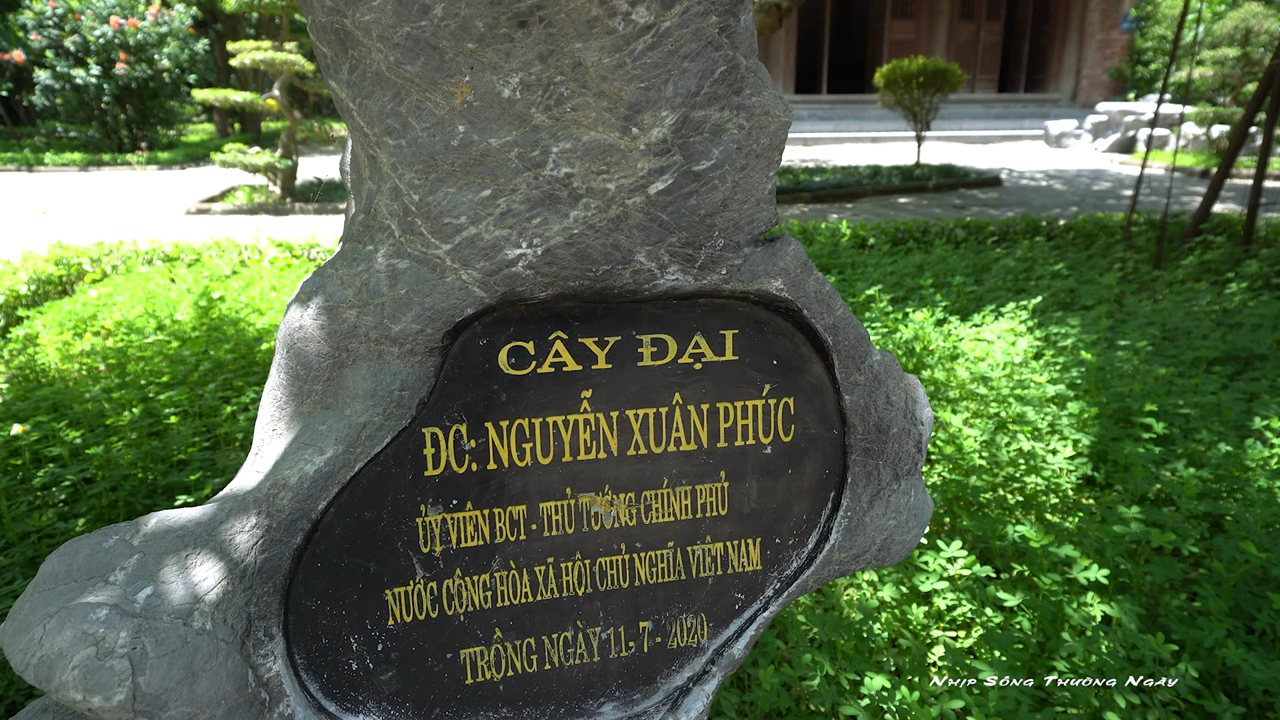 CÂY ĐẠI
ĐC: NGUYỄN XUÂN PHÚC
ỦY VIÊN BCT - THỦ TƯỚNG CHÍNH PHỦ
NƯỚC CỘNG HÒA XÃ HỘI CHỦ NGHĨA VIỆT NAM
TRỒNG NGÀY 11 - 7 - 2020
Nhịp Sống Thường Ngày